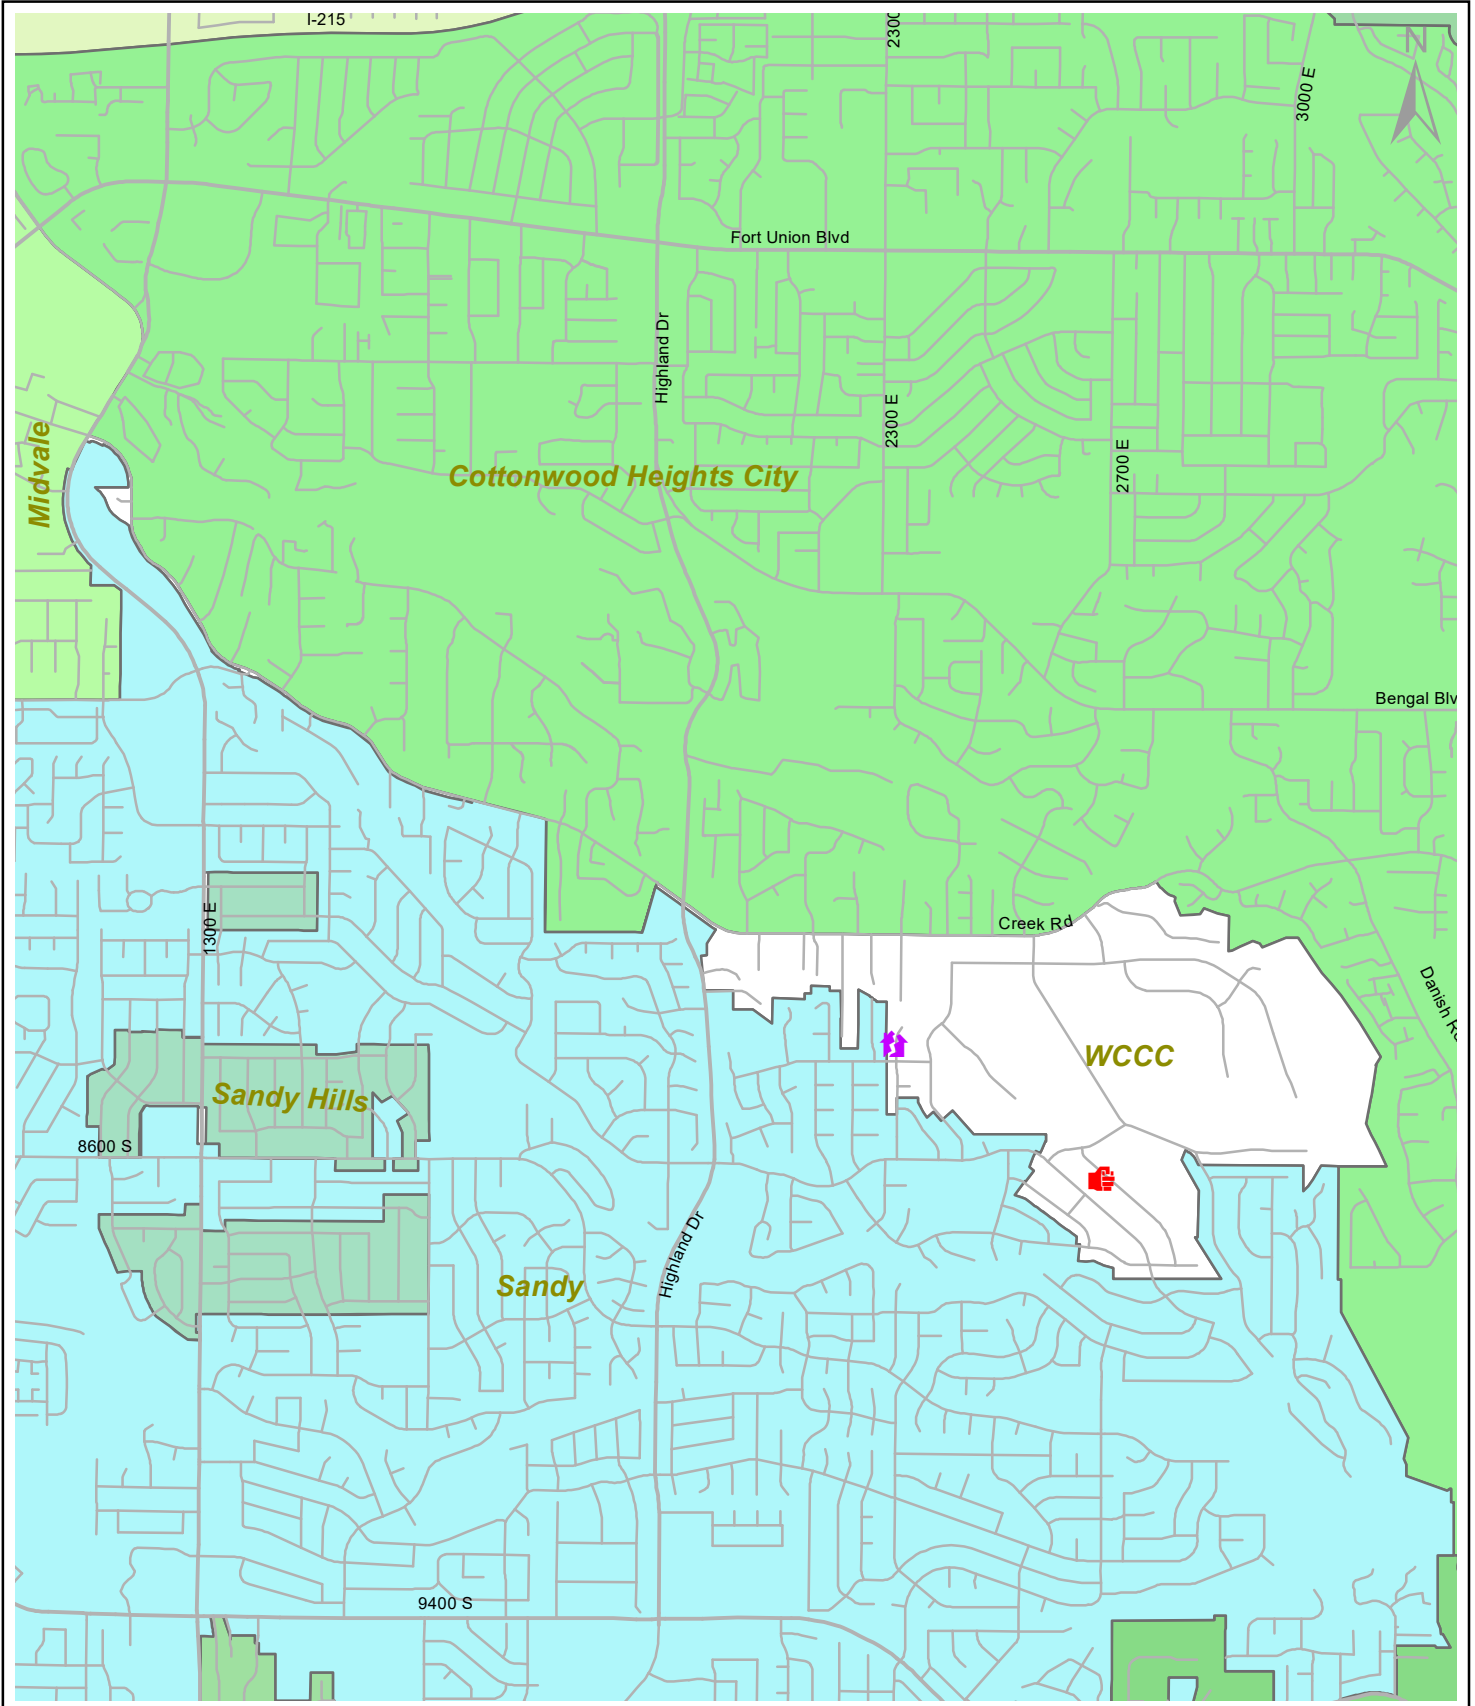 I-215
2300
N
3000 E
Fort Union Blvd
Highland Dr
2300 E
Midvale
2700 E
Cottonwood Heights City
Bengal Blv
1300 E
Creek Rd
Danish R
WCCC
Sandy Hills
8600 S
Highland Dr
Sandy
9400 S